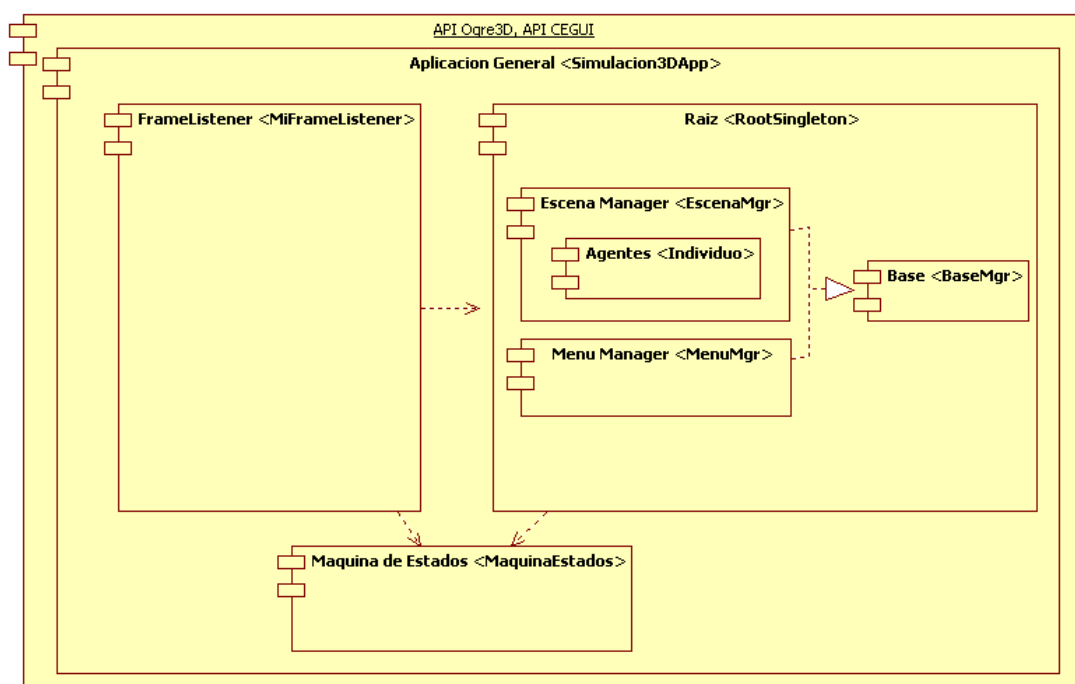 API Ogre3D, API CEGUI
Aplicacion General <Simulacion3DApp>
FrameListener <MiFrameListener>
Raiz <RootSingleton>
Escena Manager <EscenaMgr>
Agentes <Individuo>
Base <BaseMgr>
Menu Manager <MenuMgr>
Maquina de Estados <MaquinaEstados>